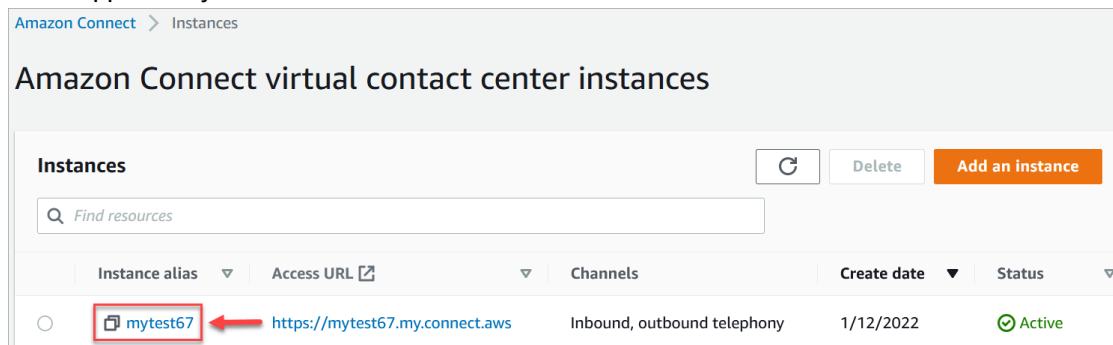 Amazon Connect > Instances
Amazon Connect virtual contact center instances
Instances Delete Add an instance
Find resources
Instance alias Access URL Channels Create date Status
mytest67 https://mytest67.my.connect.aws Inbound, outbound telephony 1/12/2022 Active